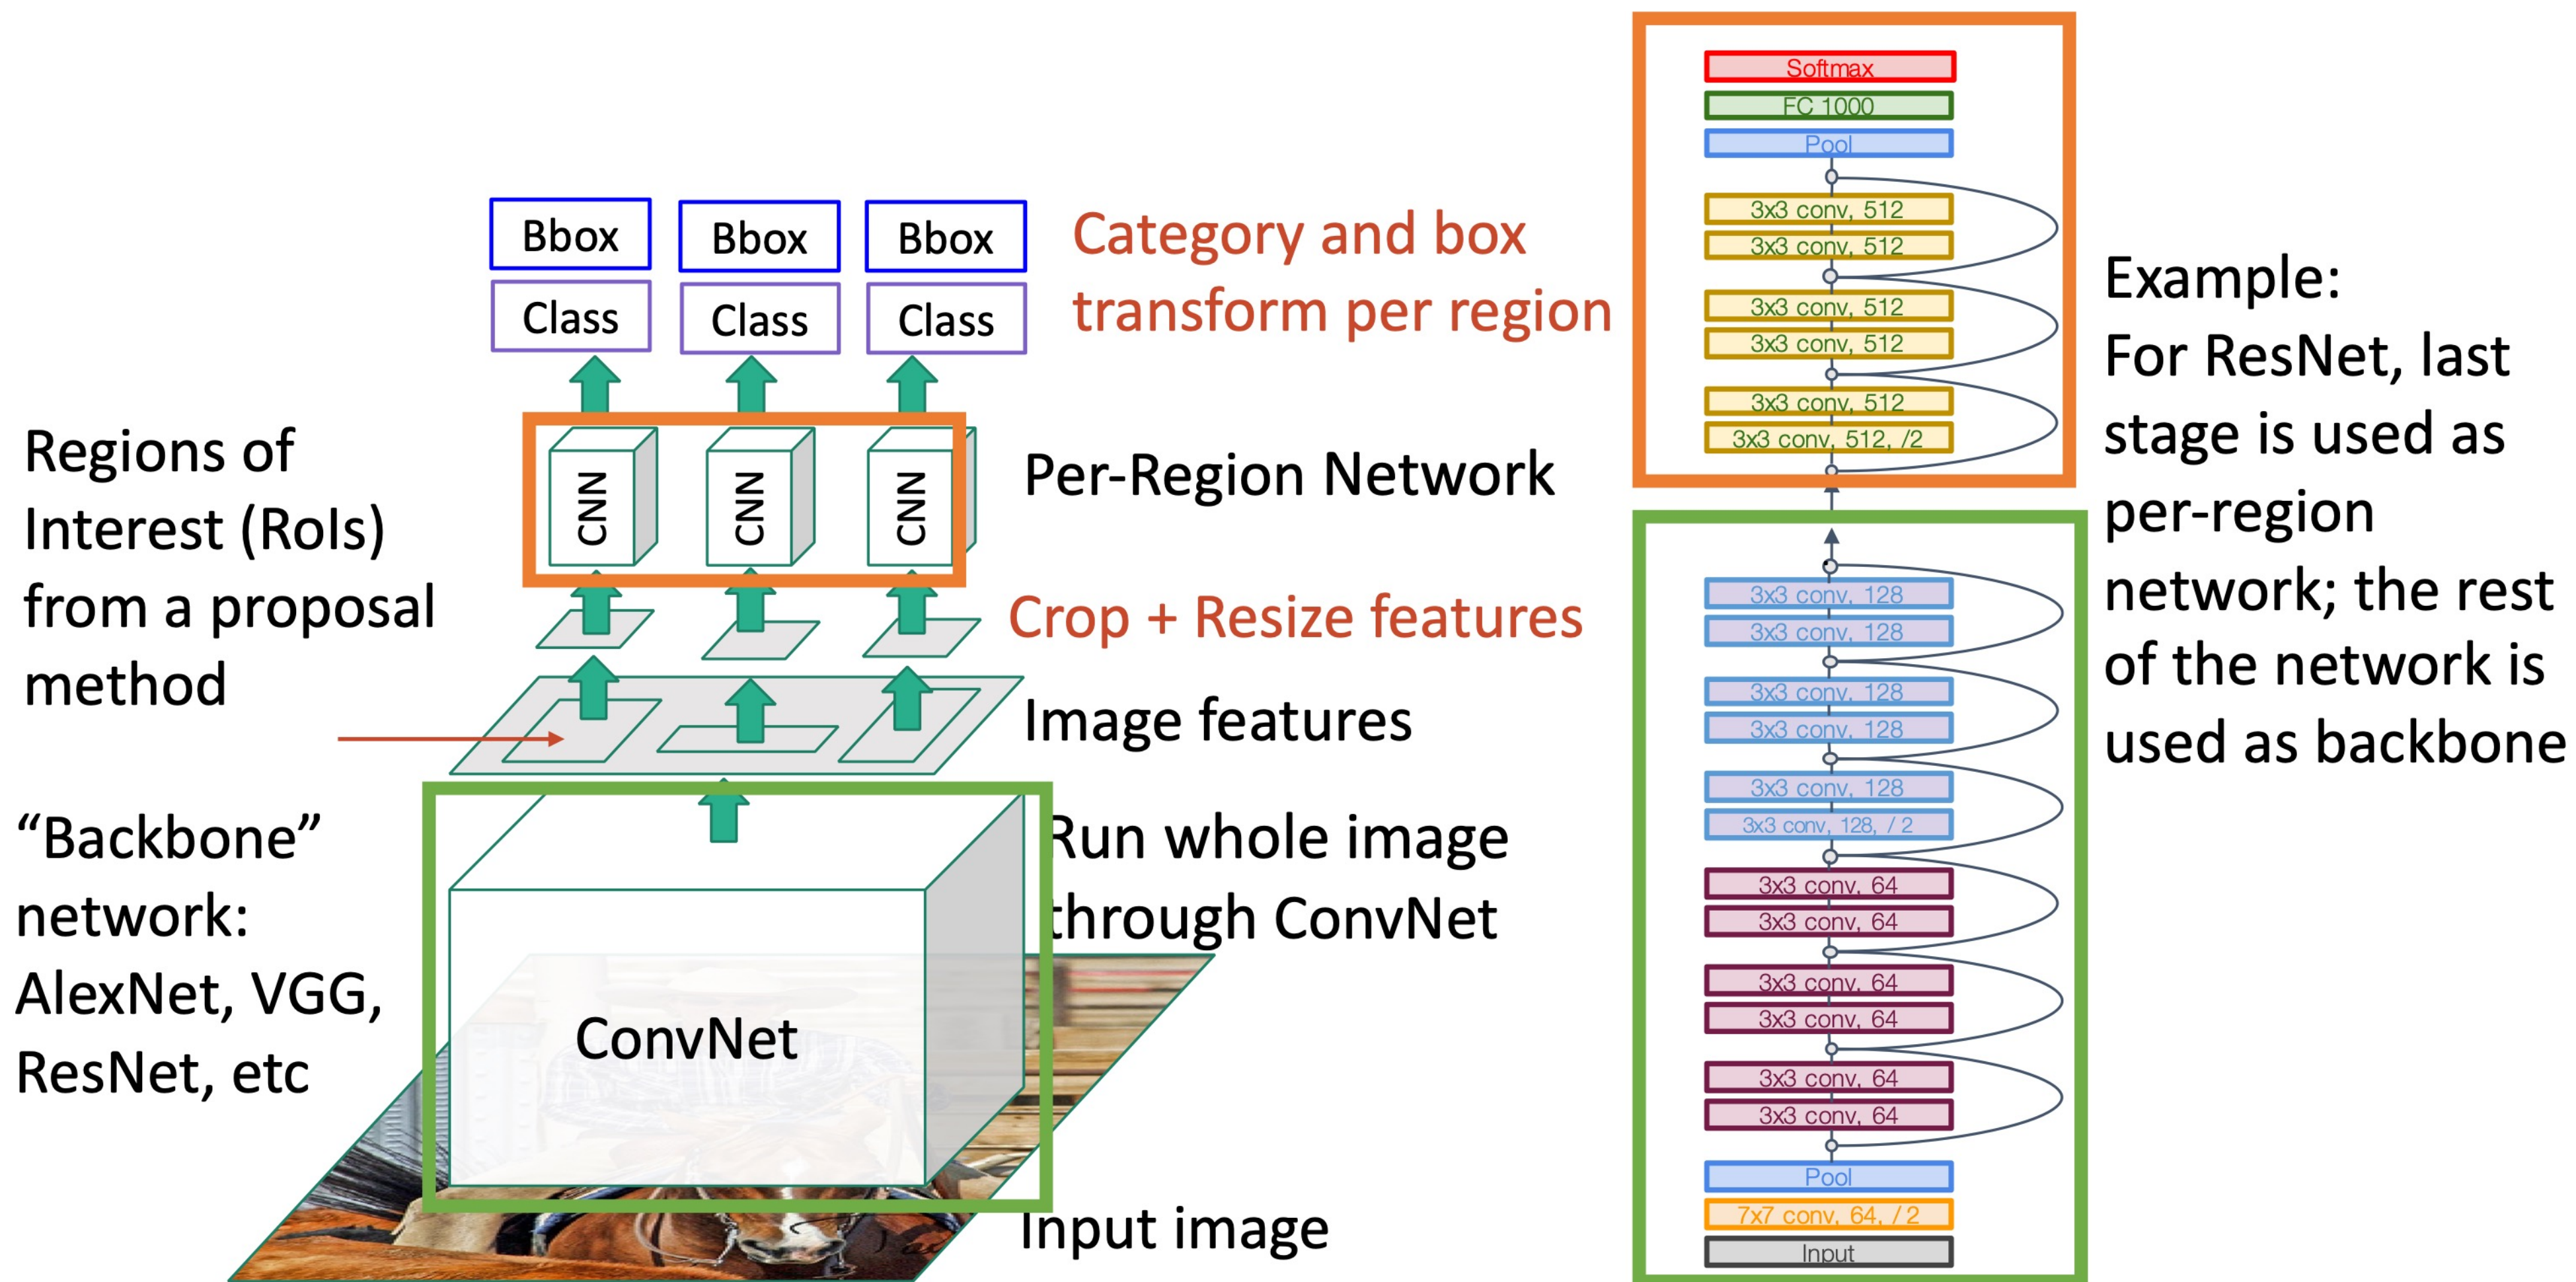 Bbox
Bbox
Bbox
Class
Class
Class
Category and box
transform per region
CNN
CNN
CNN
Per-Region Network
Regions of
Interest (RoIs)
from a proposal
method
Crop + Resize features
Image features
"Backbone"
network:
AlexNet, VGG,
ResNet, etc
ConvNet
Run whole image
through ConvNet
Input image
Softmax
FC 1000
Pool
3x3 conv, 512
3x3 conv, 512
3x3 conv, 512
3x3 conv, 512
3x3 conv, 512
3x3 conv, 512, /2
3x3 conv, 128
3x3 conv, 128
3x3 conv, 128
3x3 conv, 128
3x3 conv, 128
3x3 conv, 128, / 2
3x3 conv, 64
3x3 conv, 64
3x3 conv, 64
3x3 conv, 64
3x3 conv, 64
3x3 conv, 64
Pool
7x7 conv, 64, / 2
Input
Example:
For ResNet, last
stage is used as
per-region
network; the rest
of the network is
used as backbone